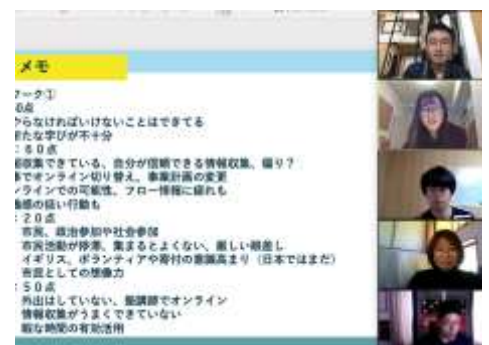 メモ
ワーク①
0点
やらなければいけないことはできてる
新たな学びが不十分
:60点
情報収集できている、自分が信頼できる情報収集、偏り?
でオンライン切り替え、事業計画の変更
ンラインでの可能性、フロー情報に疲れも
感の低い行動も
:20点
市民、政治参加や社会参加
市民活動が停滞、集まるとよくない、厳しい眼差し
イギリス、ボランティアや寄付の意識高まり(日本ではまだ)
市民としての想像力
:50点
外出はしていない、塾講師でオンライン
情報収集がうまくできていない
暇な時間の有効活用